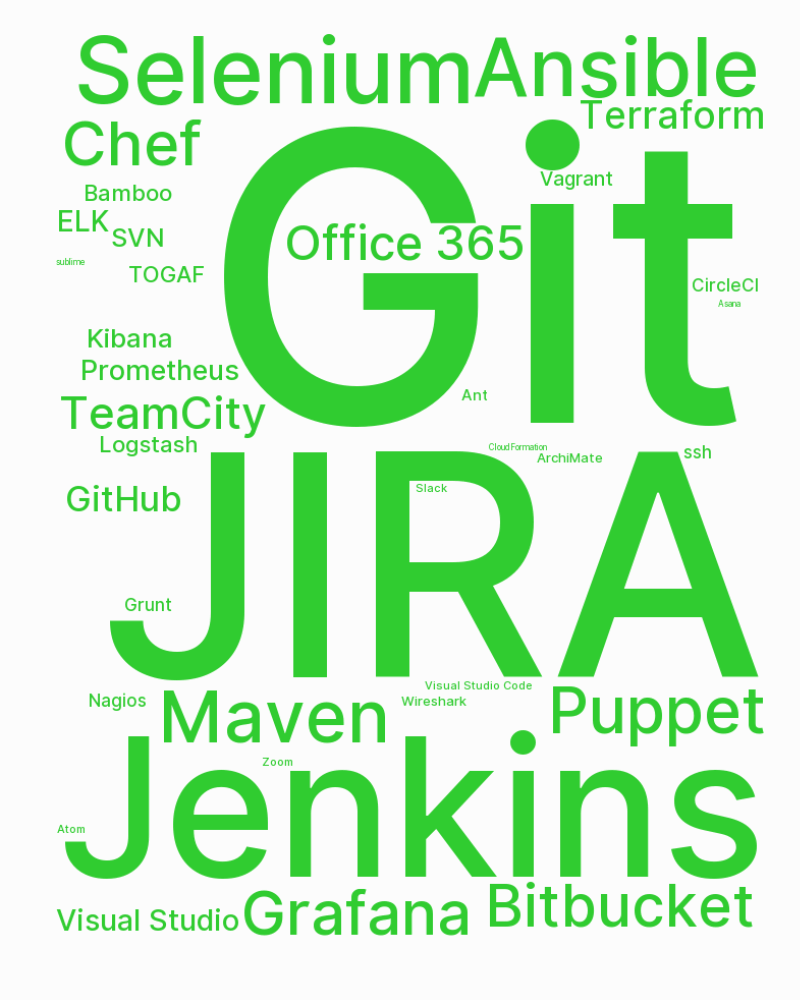 Selenium
Ansible
Terraform
Chef
Git
Vagrant
Bamboo
ELK
SVN
Office 365
sublime
TOGAF
CircleCI
Asana
Kibana
Prometheus
Ant
TeamCity
Logstash
CloudFormation
ArchiMate
ssh
JIRA
Slack
GitHub
Grunt
Visual Studio Code
Nagios
Maven
Wireshark
Puppet
Jenkins
Zoom
Atom
Visual Studio
Grafana
Bitbucket